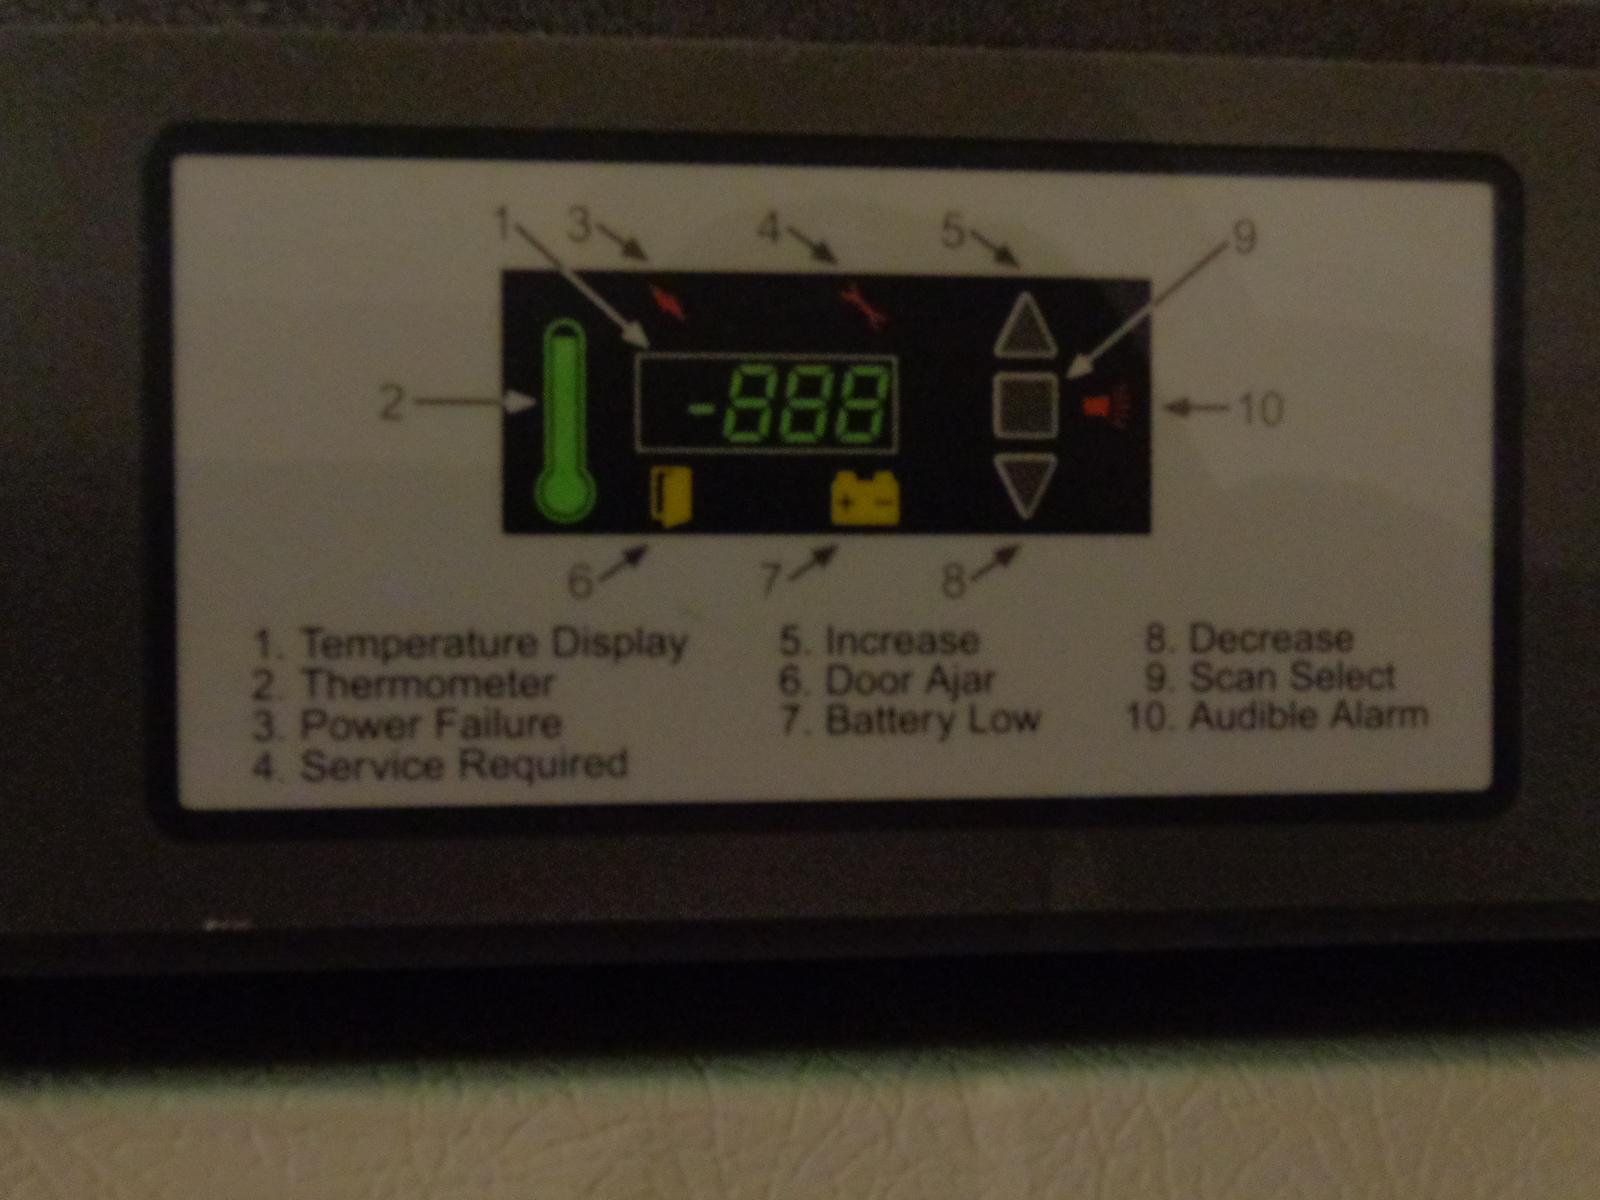 1 3 4 5 9
2 -888 10
6 7 8
1. Temperature Display
2. Thermometer
3. Power Failure
4. Service Required
5. Increase
6. Door Ajar
7. Battery Low
8. Decrease
9. Scan Select
10. Audible Alarm